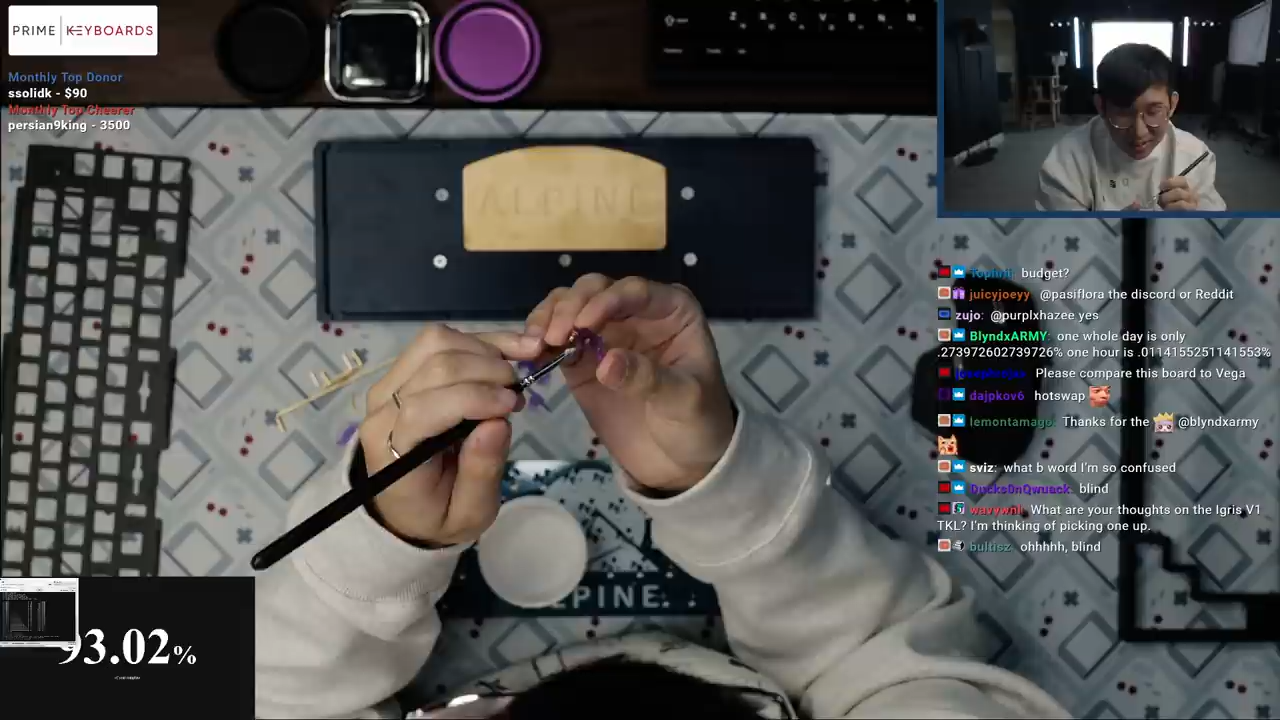 PRIME KEYBOARDS
Monthly Top Donor
ssolidk - $90
Monthly Top Cheerer
persian9king - 3500
Z X C V B N M
ALPINE
ALPINE.
93.02%
budget?
juicyjoeyy @pasiflora the discord or Reddit
zujo: @purplxhazee yes
BlyndxARMY: one whole day is only
.273972602739726% one hour is .0114155251141553%
Please compare this board to Vega
dajpkov6 hotswap
lemontamago: Thanks for the @blyndxarmy
sviz: what b word I'm so confused
Ducks0nQwuack blind
wavywnl What are your thoughts on the Igris V1
TKL? I'm thinking of picking one up.
bultisz ohhhhh, blind